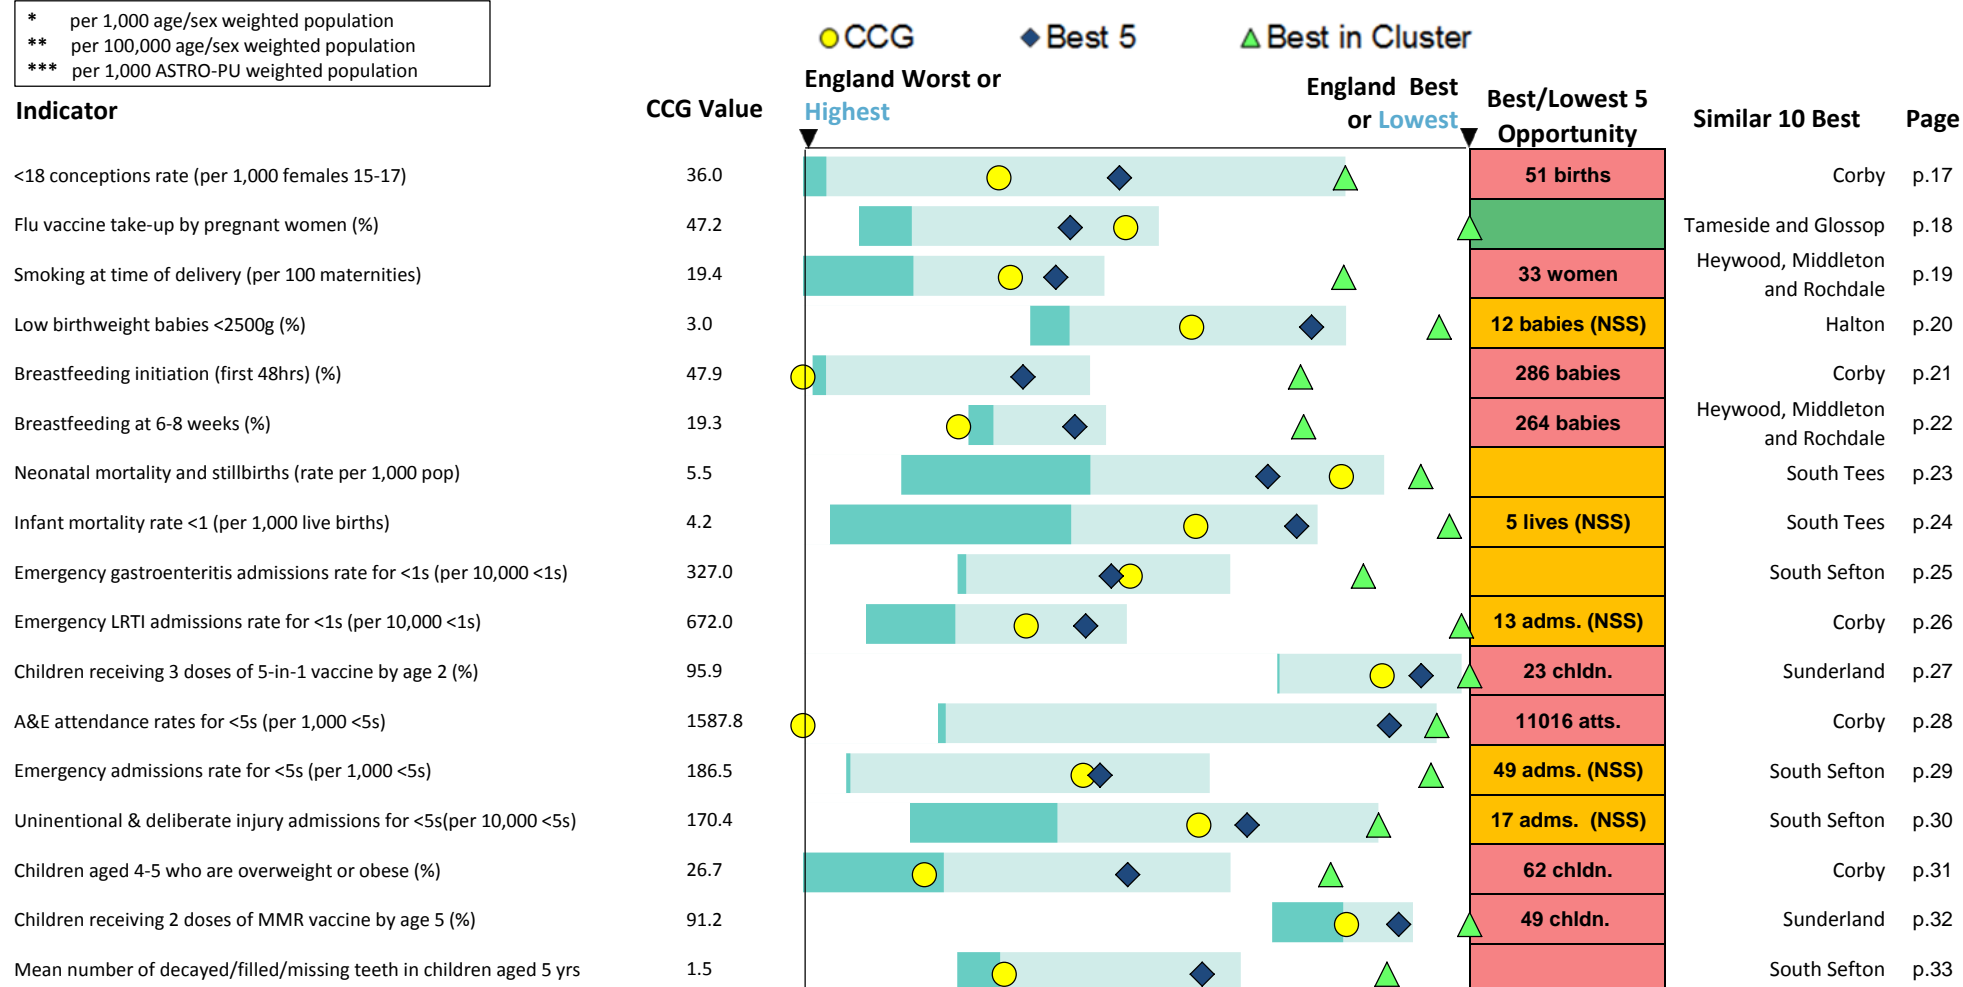 * per 1,000 age/sex weighted population
** per 100,000 age/sex weighted population
*** per 1,000 ASTRO-PU weighted population
CCG Best 5 Best in Cluster
Indicator CCG Value England Worst or Highest England Best or Lowest Best/Lowest 5 Opportunity Similar 10 Best Page
<18 conceptions rate (per 1,000 females 15-17) 36.0 51 births Corby p.17
Flu vaccine take-up by pregnant women (%) 47.2 Tameside and Glossop p.18
Smoking at time of delivery (per 100 maternities) 19.4 33 women Heywood, Middleton and Rochdale p.19
Low birthweight babies <2500g (%) 3.0 12 babies (NSS) Halton p.20
Breastfeeding initiation (first 48hrs) (%) 47.9 286 babies Corby p.21
Breastfeeding at 6-8 weeks (%) 19.3 264 babies Heywood, Middleton and Rochdale p.22
Neonatal mortality and stillbirths (rate per 1,000 pop) 5.5 South Tees p.23
Infant mortality rate <1 (per 1,000 live births) 4.2 5 lives (NSS) South Tees p.24
Emergency gastroenteritis admissions rate for <1s (per 10,000 <1s) 327.0 South Sefton p.25
Emergency LRTI admissions rate for <1s (per 10,000 <1s) 672.0 13 adms. (NSS) Corby p.26
Children receiving 3 doses of 5-in-1 vaccine by age 2 (%) 95.9 23 chldn. Sunderland p.27
A&E attendance rates for <5s (per 1,000 <5s) 1587.8 11016 atts. Corby p.28
Emergency admissions rate for <5s (per 1,000 <5s) 186.5 49 adms. (NSS) South Sefton p.29
Uninentional & deliberate injury admissions for <5s(per 10,000 <5s) 170.4 17 adms. (NSS) South Sefton p.30
Children aged 4-5 who are overweight or obese (%) 26.7 62 chldn. Corby p.31
Children receiving 2 doses of MMR vaccine by age 5 (%) 91.2 49 chldn. Sunderland p.32
Mean number of decayed/filled/missing teeth in children aged 5 yrs 1.5 South Sefton p.33